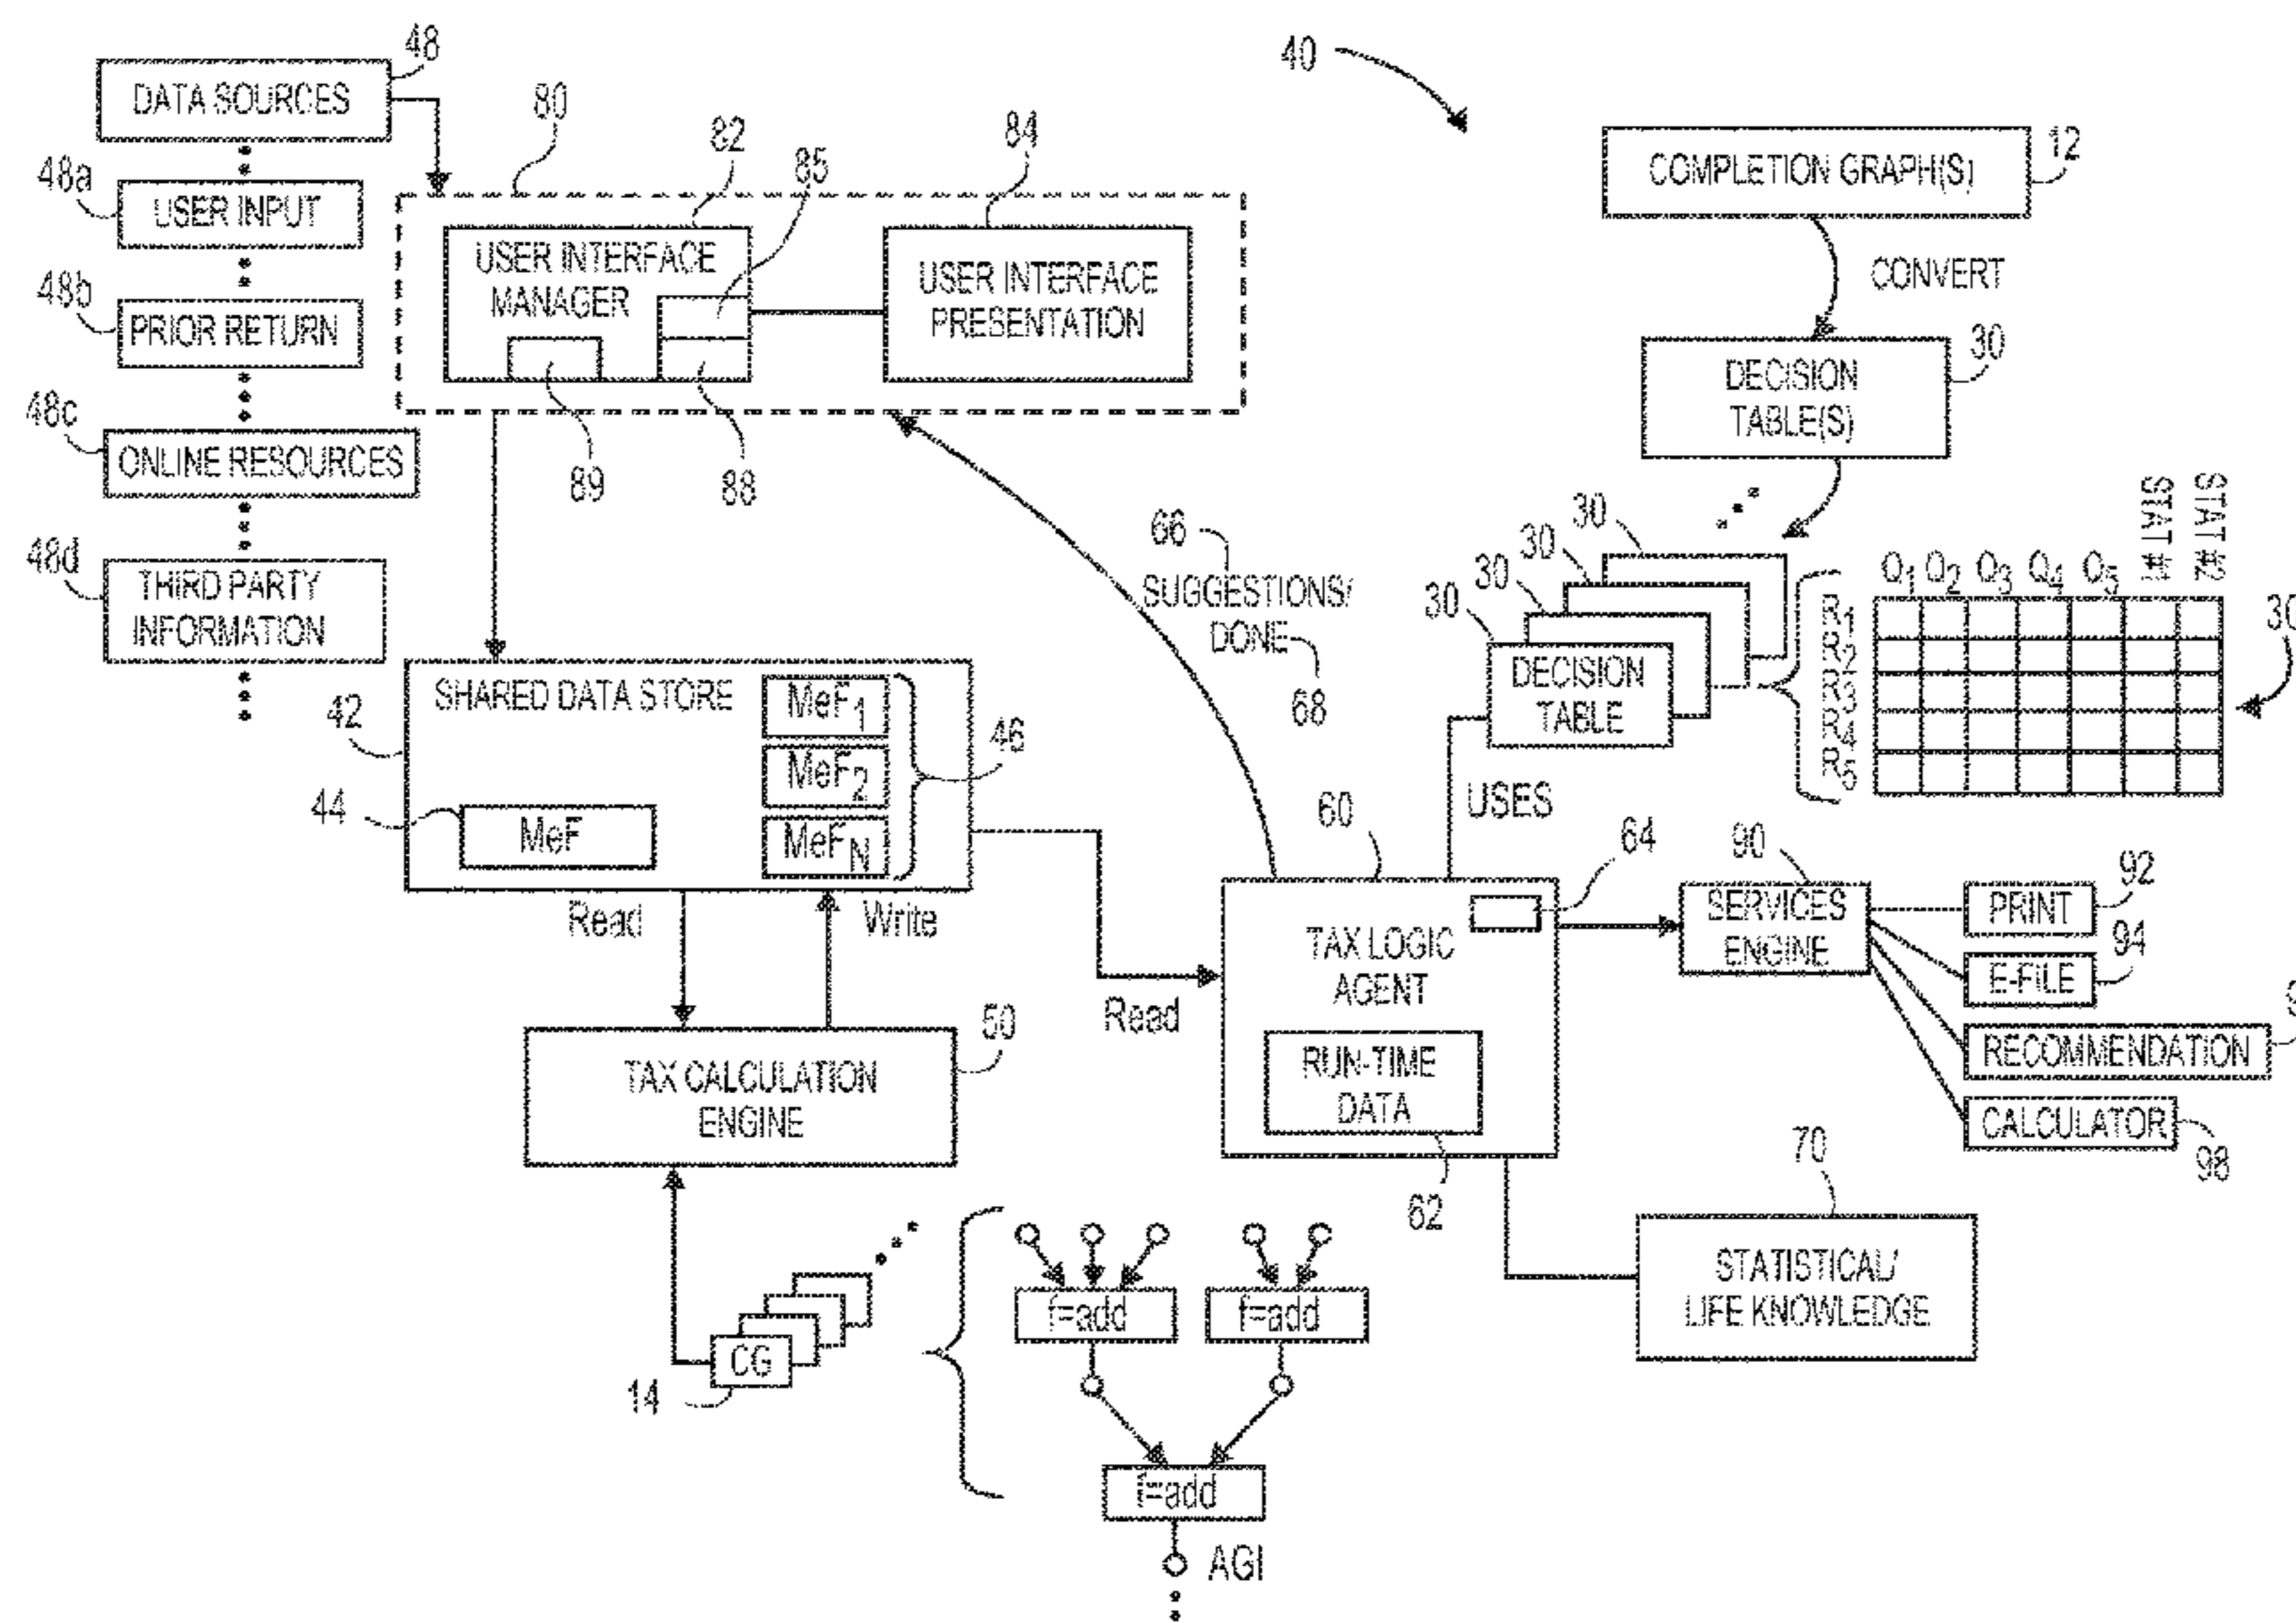 48
DATA SOURCES
48a
USER INPUT
48b
PRIOR RETURN
48c
ONLINE RESOURCES
48d
THIRD PARTY
INFORMATION
80
82
85
84
USER INTERFACE
MANAGER
USER INTERFACE
PRESENTATION
89
88
40
COMPLETION GRAPH(S)
12
CONVERT
DECISION
TABLE(S)
30
66
SUGGESTIONS/
DONE
68
30
30
30
30
DECISION
TABLE
USES
Q1 Q2 Q3 Q4 Q5 STAT #1 STAT #2
R1
R2
R3
R4
R5
30
42
SHARED DATA STORE
MeF1
MeF2
MeFN
46
44
MeF
Read
Write
Read
TAX CALCULATION
ENGINE
50
60
64
TAX LOGIC
AGENT
RUN-TIME
DATA
62
90
SERVICES
ENGINE
PRINT
92
E-FILE
94
RECOMMENDATION
CALCULATOR
98
70
STATISTICAL/
LIFE KNOWLEDGE
CG
14
f=add
f=add
f=add
AGI